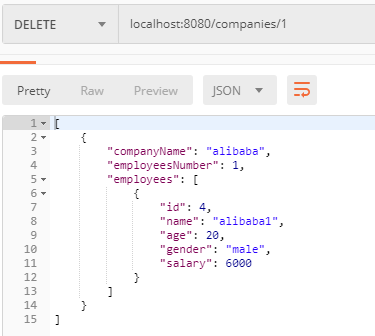 DELETE localhost:8080/companies/1
Pretty Raw Preview JSON
1 [
2 {
3 "companyName": "alibaba",
4 "employeesNumber": 1,
5 "employees": [
6 {
7 "id": 4,
8 "name": "alibaba1",
9 "age": 20,
10 "gender": "male",
11 "salary": 6000
12 }
13 ]
14 }
15 ]